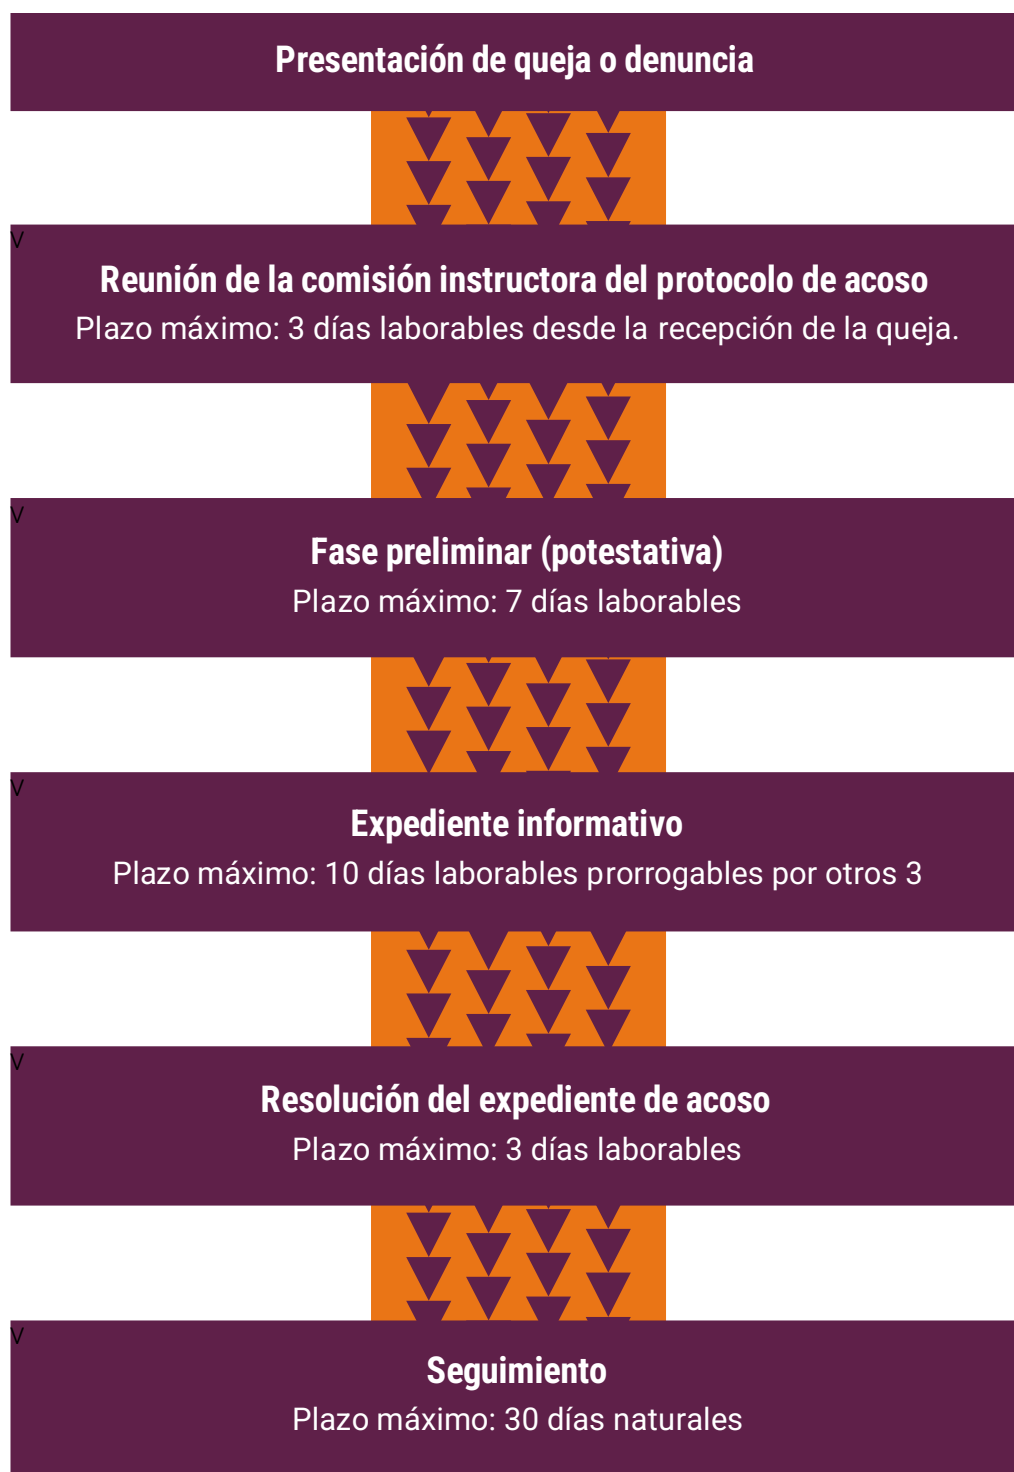 Presentación de queja o denuncia
V
Reunión de la comisión instructora del protocolo de acoso
Plazo máximo: 3 días laborables desde la recepción de la queja.
V
Fase preliminar (potestativa)
Plazo máximo: 7 días laborables
V
Expediente informativo
Plazo máximo: 10 días laborables prorrogables por otros 3
V
Resolución del expediente de acoso
Plazo máximo: 3 días laborables
V
Seguimiento
Plazo máximo: 30 días naturales